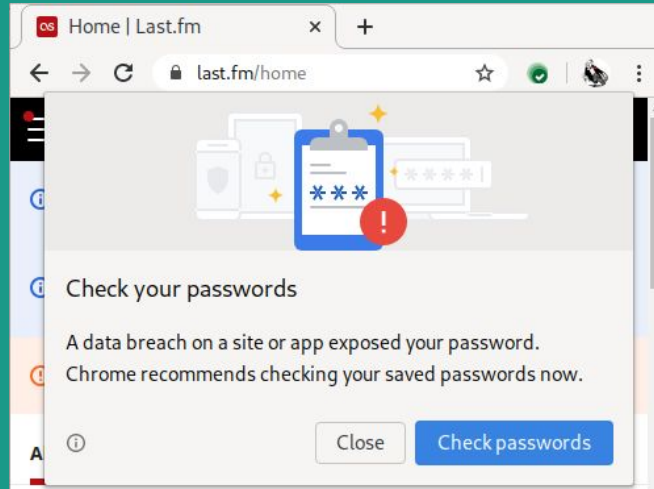 Home | Last.fm
last.fm/home
***
****
Check your passwords
A data breach on a site or app exposed your password.
Chrome recommends checking your saved passwords now.
Close
Check passwords
A